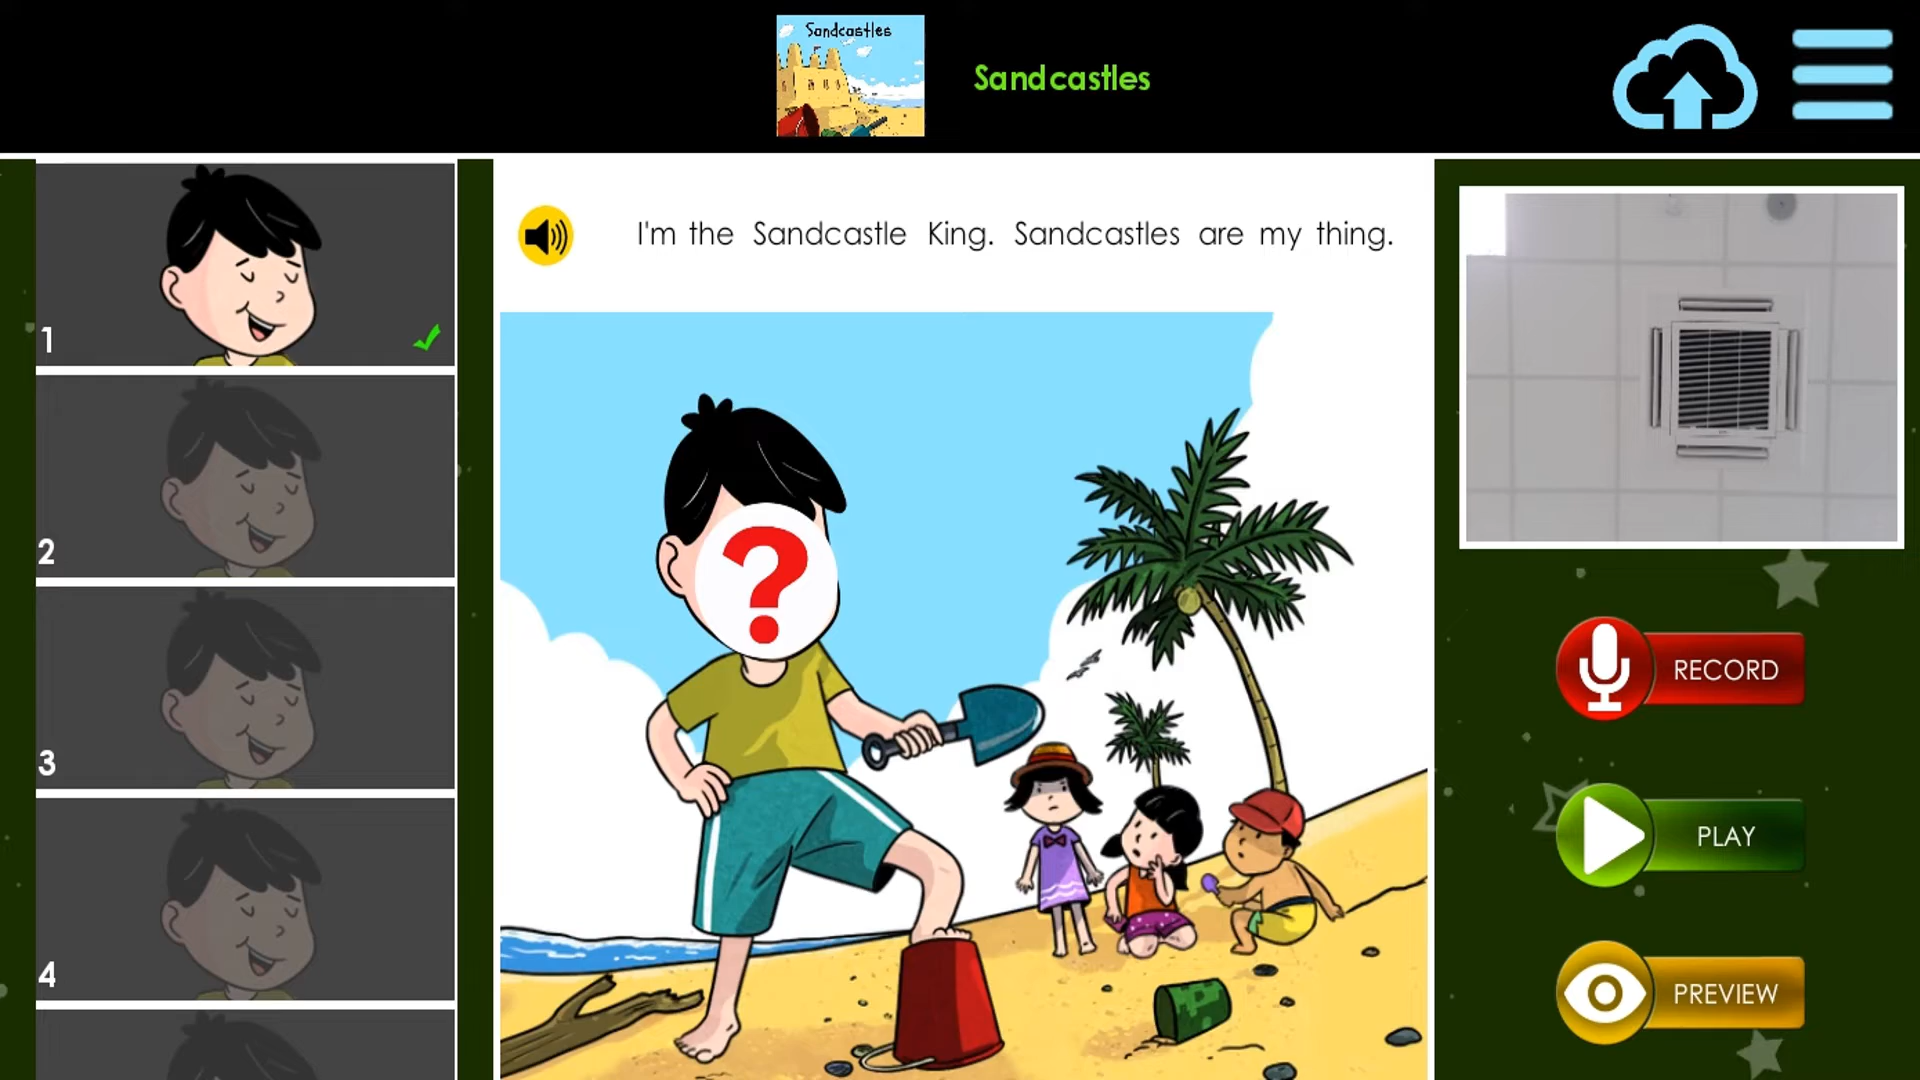 Sandcastles
Sandcastles
1
I'm the Sandcastle King. Sandcastles are my thing.
2
3
4
?
RECORD
PLAY
PREVIEW